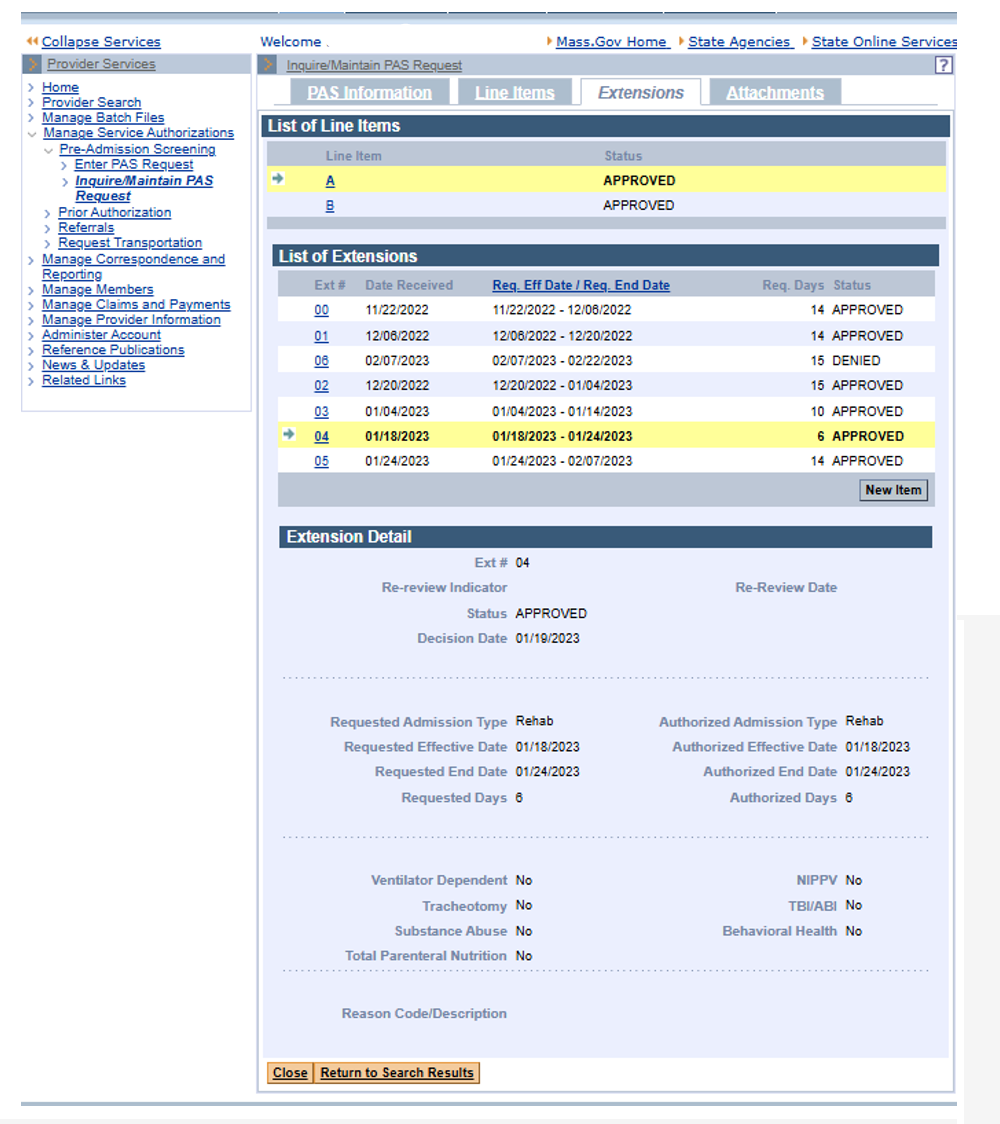 Collapse Services
Welcome .
Mass.Gov Home
State Agencies
State Online Services
Provider Services
Home
Provider Search
Manage Batch Files
Manage Service Authorizations
Pre-Admission Screening
Enter PAS Request
Inquire/Maintain PAS
Request
Prior Authorization
Referrals
Request Transportation
Manage Correspondence and
Reporting
Manage Members
Manage Claims and Payments
Manage Provider Information
Administer Account
Reference Publications
News & Updates
Related Links
Inquire/Maintain PAS Request
?
PAS Information
Line Items
Extensions
Attachments
List of Line Items
Line Item Status
A APPROVED
B APPROVED
List of Extensions
Ext # Date Received Req. Eff Date / Req. End Date Req. Days Status
00 11/22/2022 11/22/2022 - 12/06/2022 14 APPROVED
01 12/06/2022 12/06/2022 - 12/20/2022 14 APPROVED
06 02/07/2023 02/07/2023 - 02/22/2023 15 DENIED
02 12/20/2022 12/20/2022 - 01/04/2023 15 APPROVED
03 01/04/2023 01/04/2023 - 01/14/2023 10 APPROVED
04 01/18/2023 01/18/2023 - 01/24/2023 6 APPROVED
05 01/24/2023 01/24/2023 - 02/07/2023 14 APPROVED
New Item
Extension Detail
Ext # 04
Re-review Indicator Re-Review Date
Status APPROVED
Decision Date 01/19/2023
Requested Admission Type Rehab Authorized Admission Type Rehab
Requested Effective Date 01/18/2023 Authorized Effective Date 01/18/2023
Requested End Date 01/24/2023 Authorized End Date 01/24/2023
Requested Days 6 Authorized Days 6
Ventilator Dependent No NIPPV No
Tracheotomy No TBI/ABI No
Substance Abuse No Behavioral Health No
Total Parenteral Nutrition No
Reason Code/Description
Close Return to Search Results